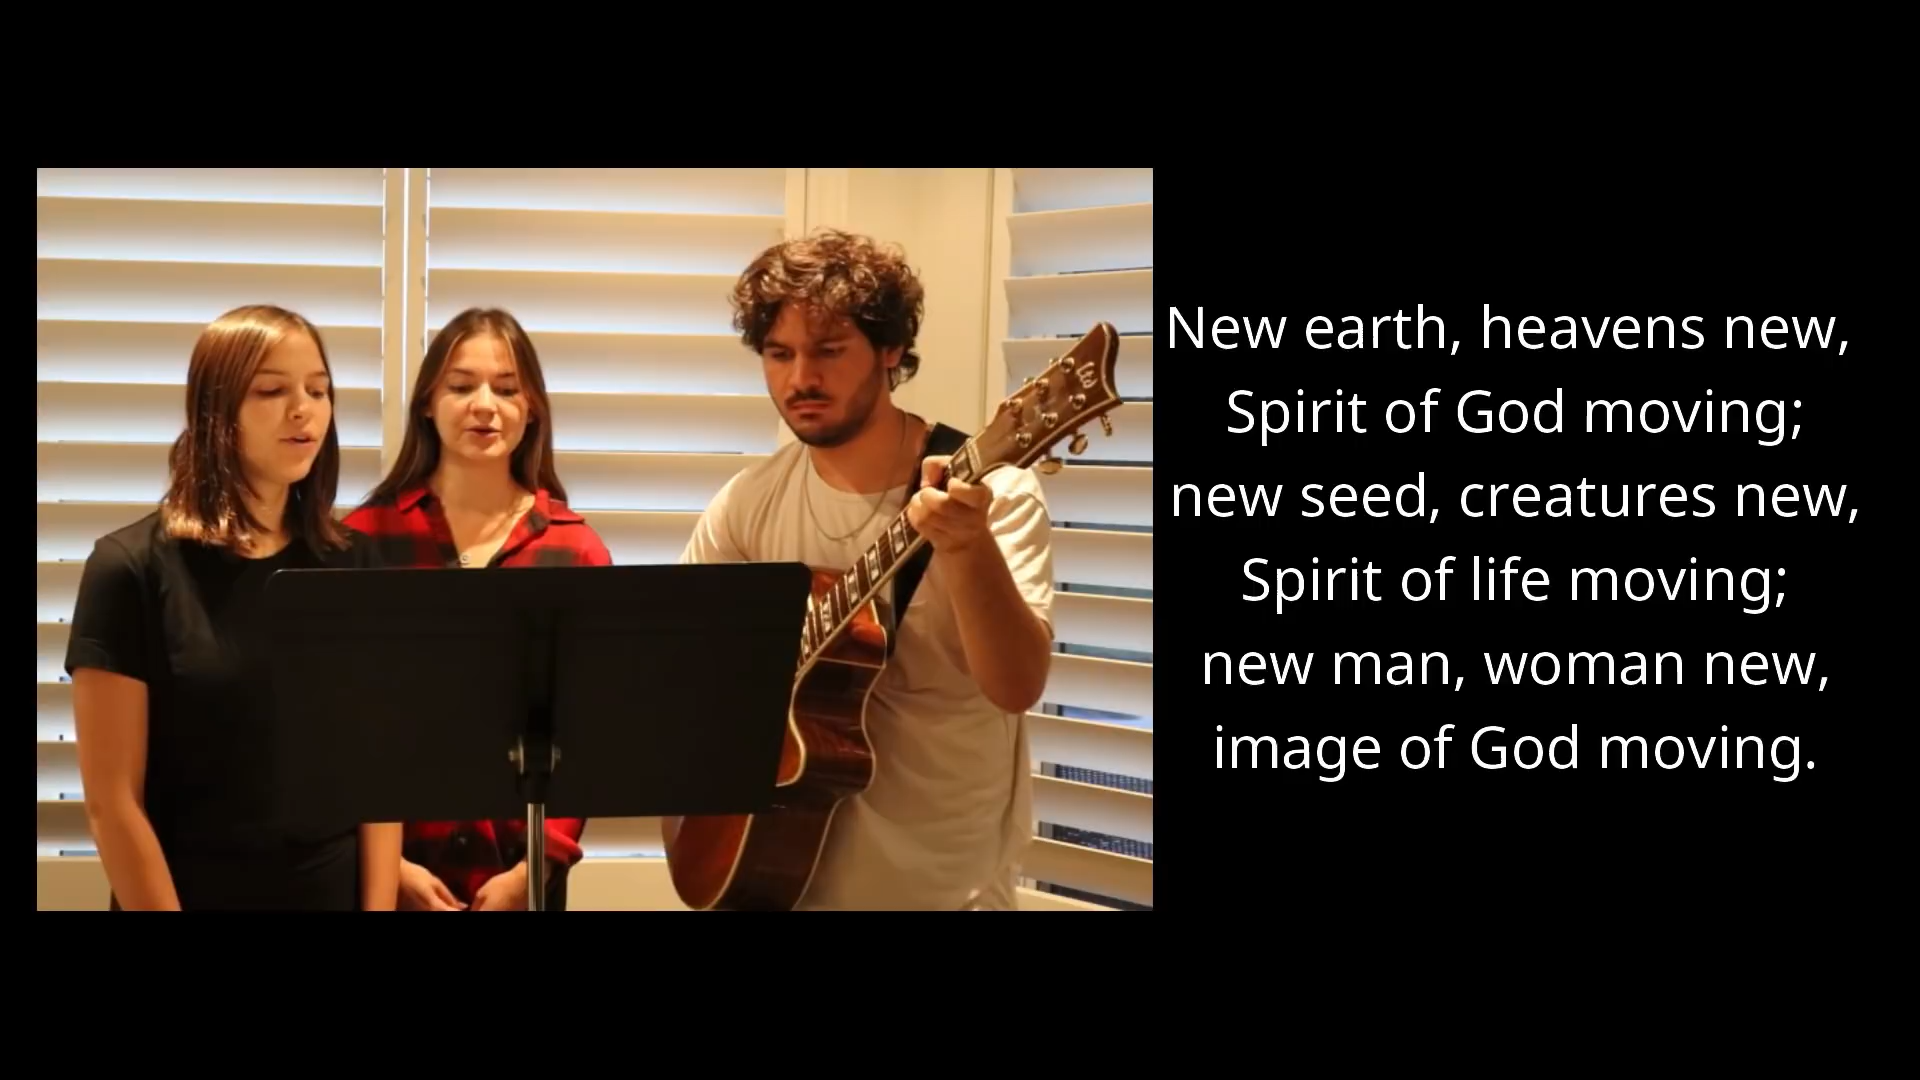 Ltd
New earth, heavens new,
Spirit of God moving;
new seed, creatures new,
Spirit of life moving;
new man, woman new,
image of God moving.